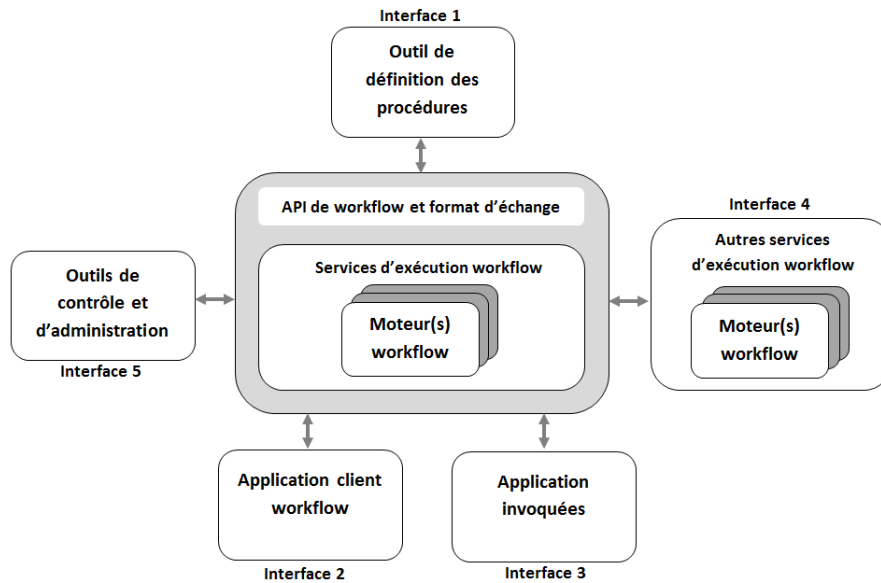 Interface 1
Outil de
définition des
procédures
API de workflow et format d'échange
Services d'exécution workflow
Moteur(s)
workflow
Interface 4
Autres services
d'exécution workflow
Moteur(s)
workflow
Outils de
contrôle et
d'administration
Interface 5
Application client
workflow
Interface 2
Application
invoquées
Interface 3